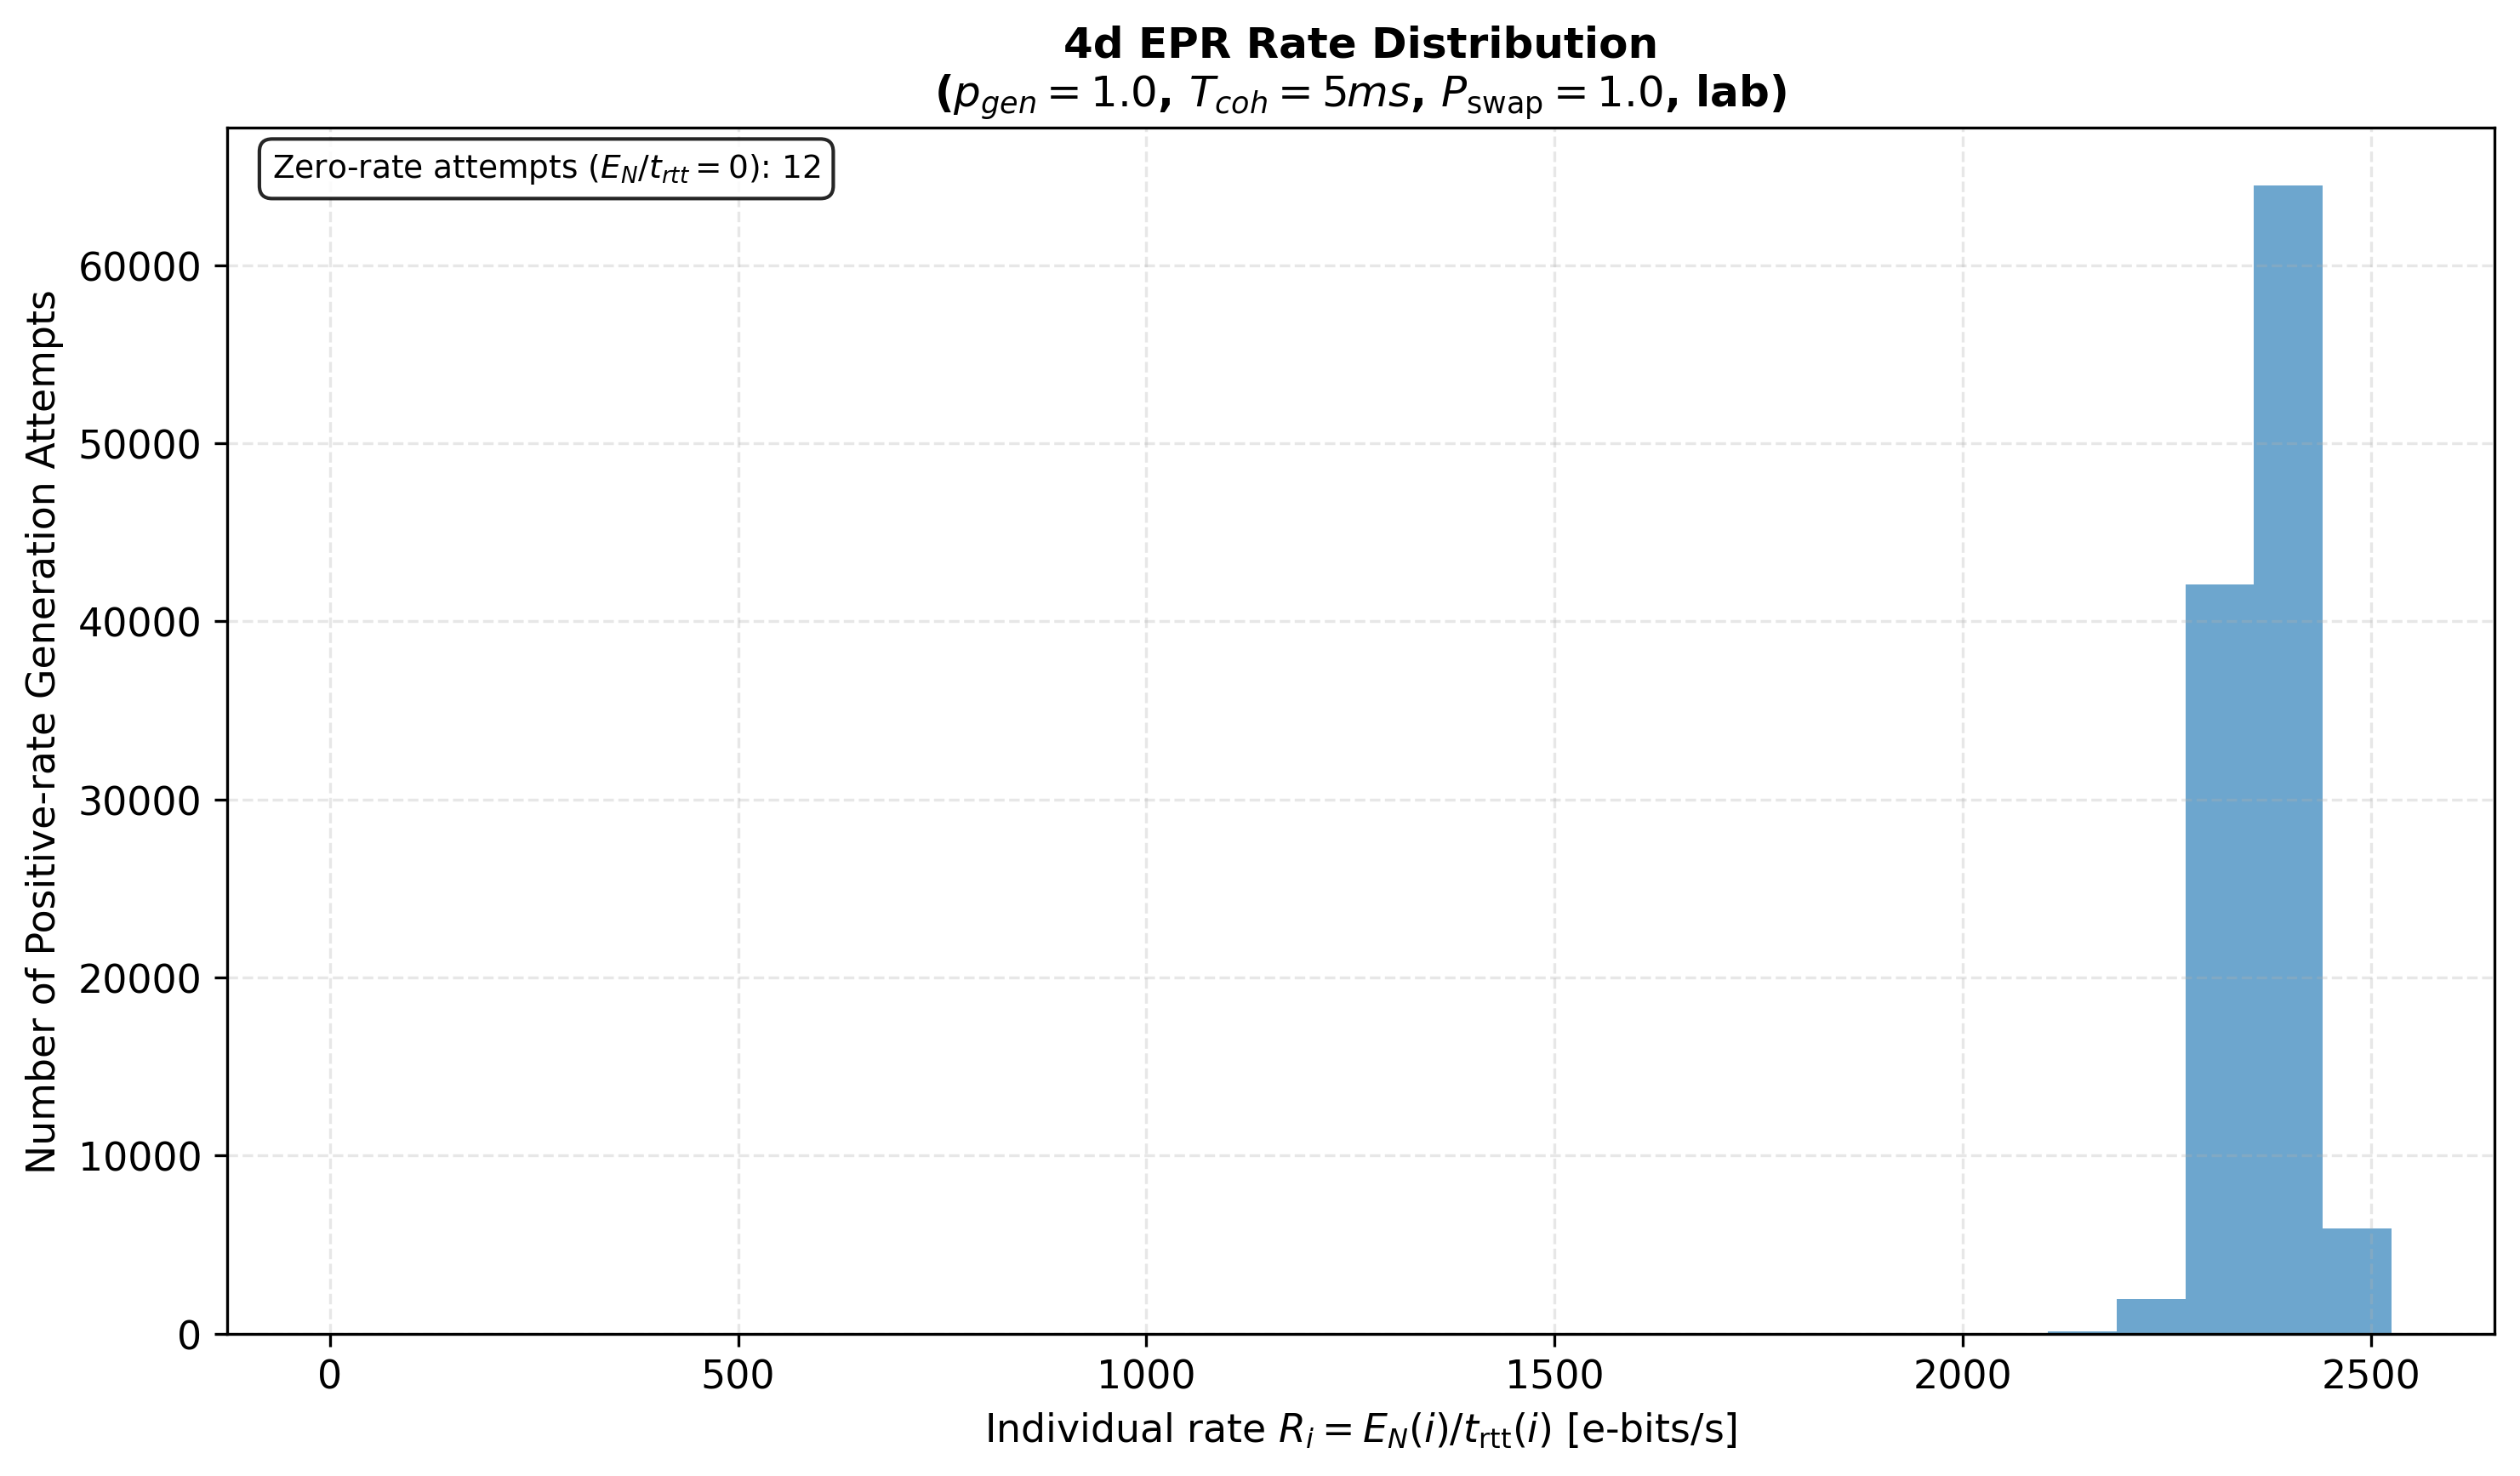 4d EPR Rate Distribution
(p_gen = 1.0, T_coh = 5ms, P_swap = 1.0, lab)
Zero-rate attempts (E_N/t_rtt = 0): 12
Number of Positive-rate Generation Attempts
60000
50000
40000
30000
20000
10000
0
0 500 1000 1500 2000 2500
Individual rate R_i = E_N(i)/t_rtt(i) [e-bits/s]